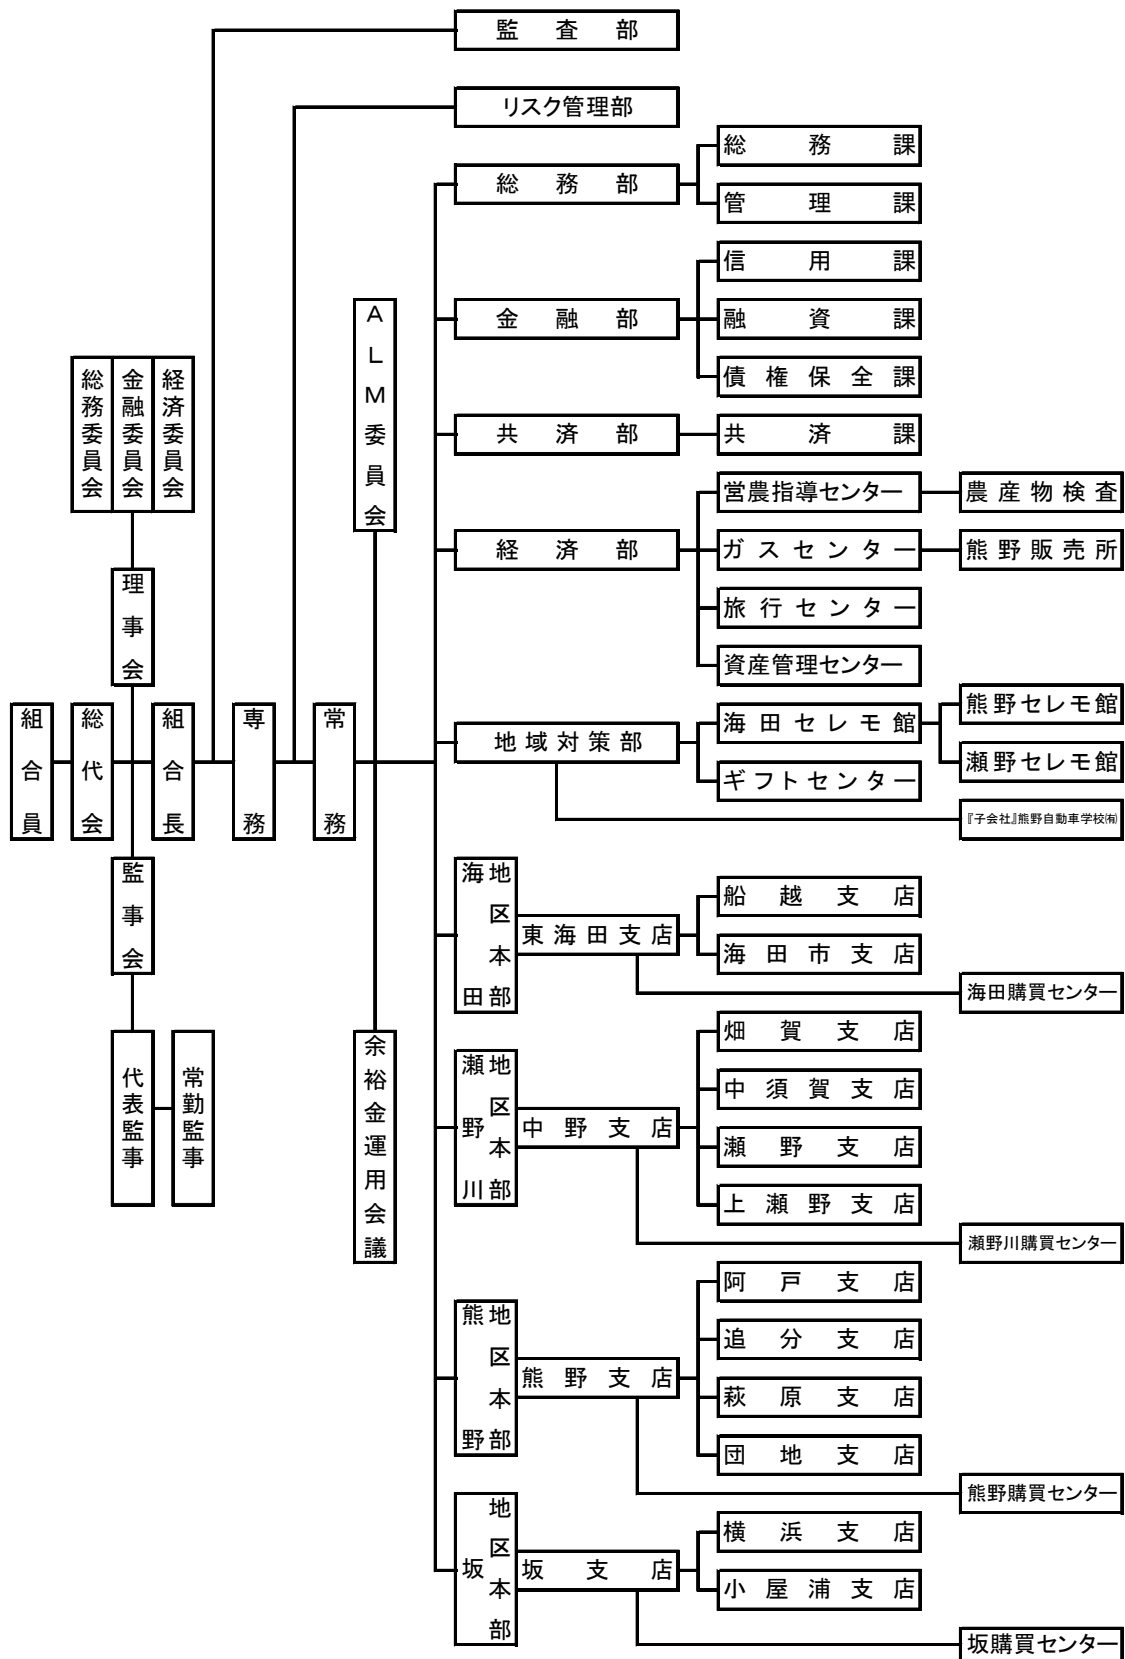 監査部
リスク管理部
総務部
総務課
管理課
金融部
信用課
融資課
債権保全課
共済部
共済課
経済部
営農指導センター
農産物検査
ガスセンター
熊野販売所
旅行センター
資産管理センター
地域対策部
海田セレモ館
熊野セレモ館
瀬野セレモ館
ギフトセンター
『子会社』熊野自動車学校㈲
ALM委員会
総務委員会
金融委員会
経済委員会
理事会
組合員
総代会
組合長
専務
常務
監事会
代表監事
常勤監事
余裕金運用会議
海田地区本部
東海田支店
船越支店
海田市支店
海田購買センター
瀬野川地区本部
中野支店
畑賀支店
中須賀支店
瀬野支店
上瀬野支店
瀬野川購買センター
熊野地区本部
熊野支店
阿戸支店
追分支店
萩原支店
団地支店
熊野購買センター
坂地区本部
坂支店
横浜支店
小屋浦支店
坂購買センター